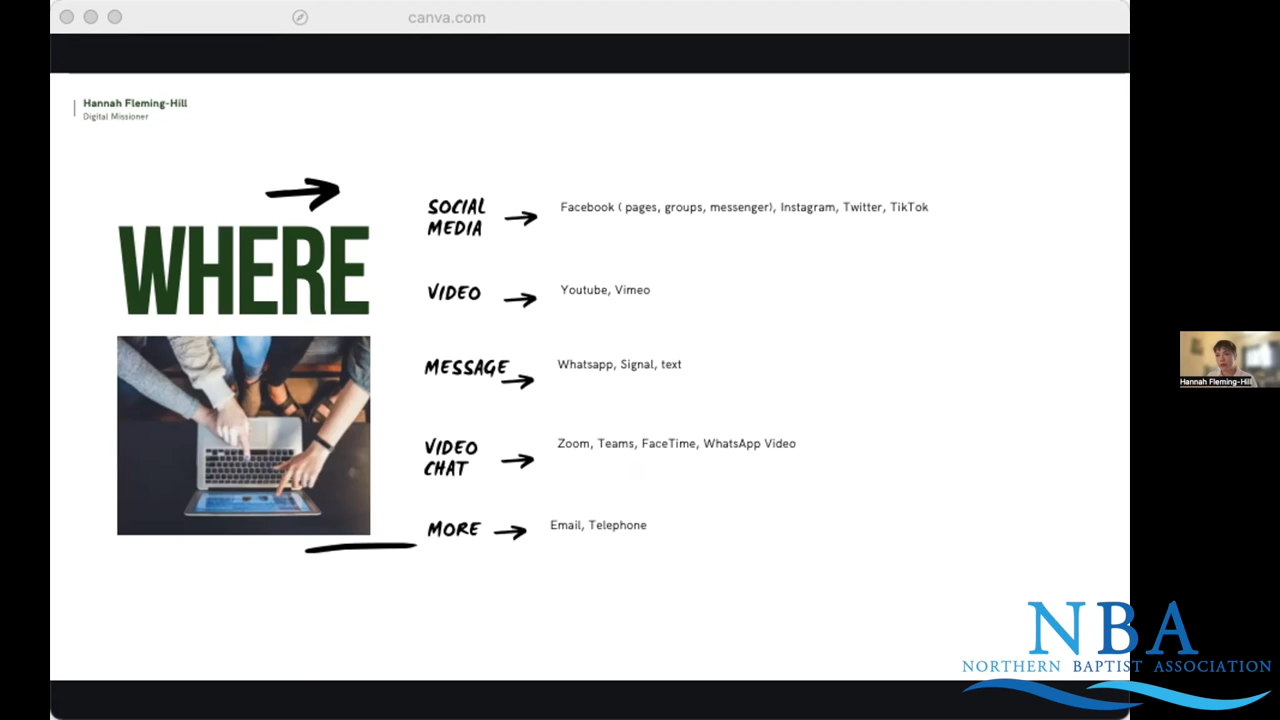 canva.com
Hannah Fleming-Hill
Digital Missioner
WHERE
SOCIAL
MEDIA
Facebook ( pages, groups, messenger), Instagram, Twitter, TikTok
VIDEO
Youtube, Vimeo
MESSAGE
Whatsapp, Signal, text
VIDEO
CHAT
Zoom, Teams, FaceTime, WhatsApp Video
MORE
Email, Telephone
Hannah Fleming-Hill
NBA
NORTHERN BAPTIST ASSOCIATION